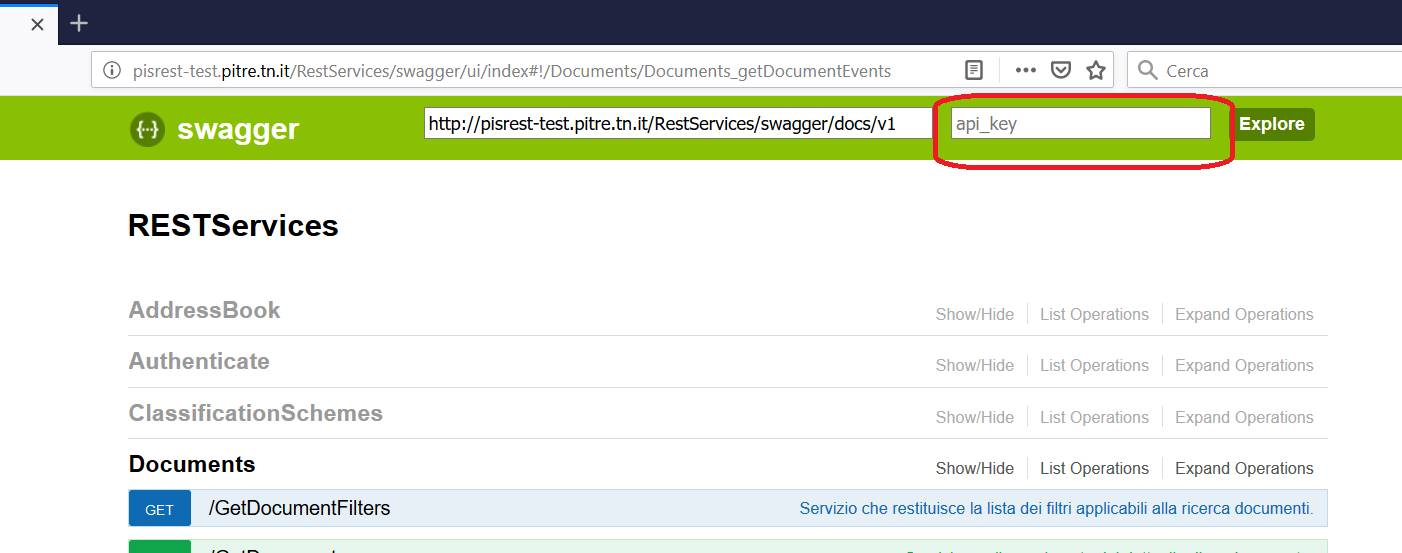 pisrest-test.pitre.tn.it/RestServices/swagger/ui/index#!/Documents/Documents_getDocumentEvents
Cerca
{··} swagger
http://pisrest-test.pitre.tn.it/RestServices/swagger/docs/v1
api_key
Explore
RESTServices
AddressBook Show/Hide List Operations Expand Operations
Authenticate Show/Hide List Operations Expand Operations
ClassificationSchemes Show/Hide List Operations Expand Operations
Documents Show/Hide List Operations Expand Operations
GET /GetDocumentFilters Servizio che restituisce la lista dei filtri applicabili alla ricerca documenti.